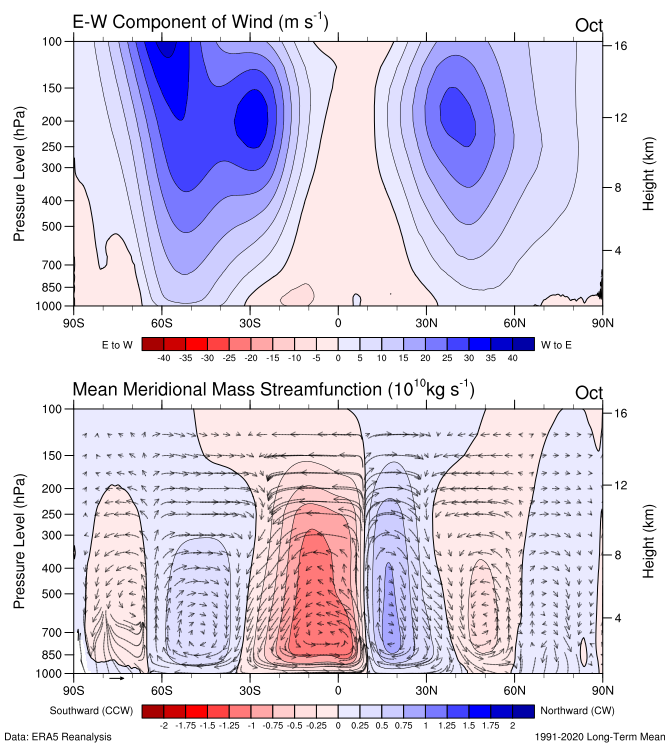 E-W Component of Wind (m s-1)
Oct
Pressure Level (hPa)
100
150
200
250
300
400
500
700
850
1000
16
12
8
4
Height (km)
90S 60S 30S 0 30N 60N 90N
E to W
W to E
-40 -35 -30 -25 -20 -15 -10 -5 0 5 10 15 20 25 30 35 40
Mean Meridional Mass Streamfunction (10^10kg s-1)
Oct
Pressure Level (hPa)
100
150
200
250
300
400
500
700
850
1000
16
12
8
4
Height (km)
90S 60S 30S 0 30N 60N 90N
Southward (CCW)
Northward (CW)
-2 -1.75 -1.5 -1.25 -1 -0.75 -0.5 -0.25 0 0.25 0.5 0.75 1 1.25 1.5 1.75 2
Data: ERA5 Reanalysis
1991-2020 Long-Term Mean